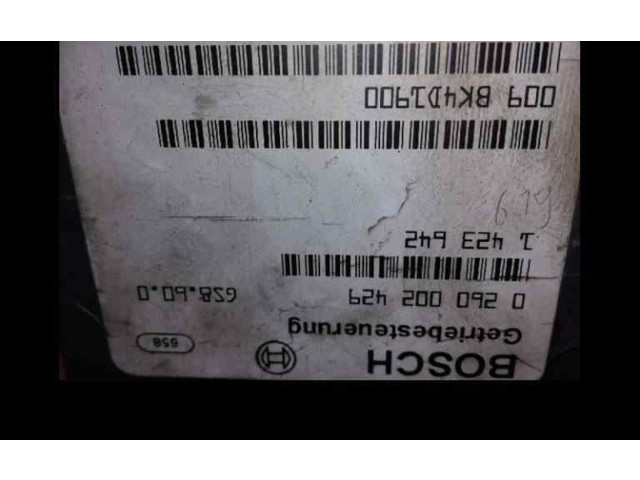 BOSCH
658
Getriebesteuerung
0 260 002 429 GS8.60.0
1 423 642
009 BK4D1900